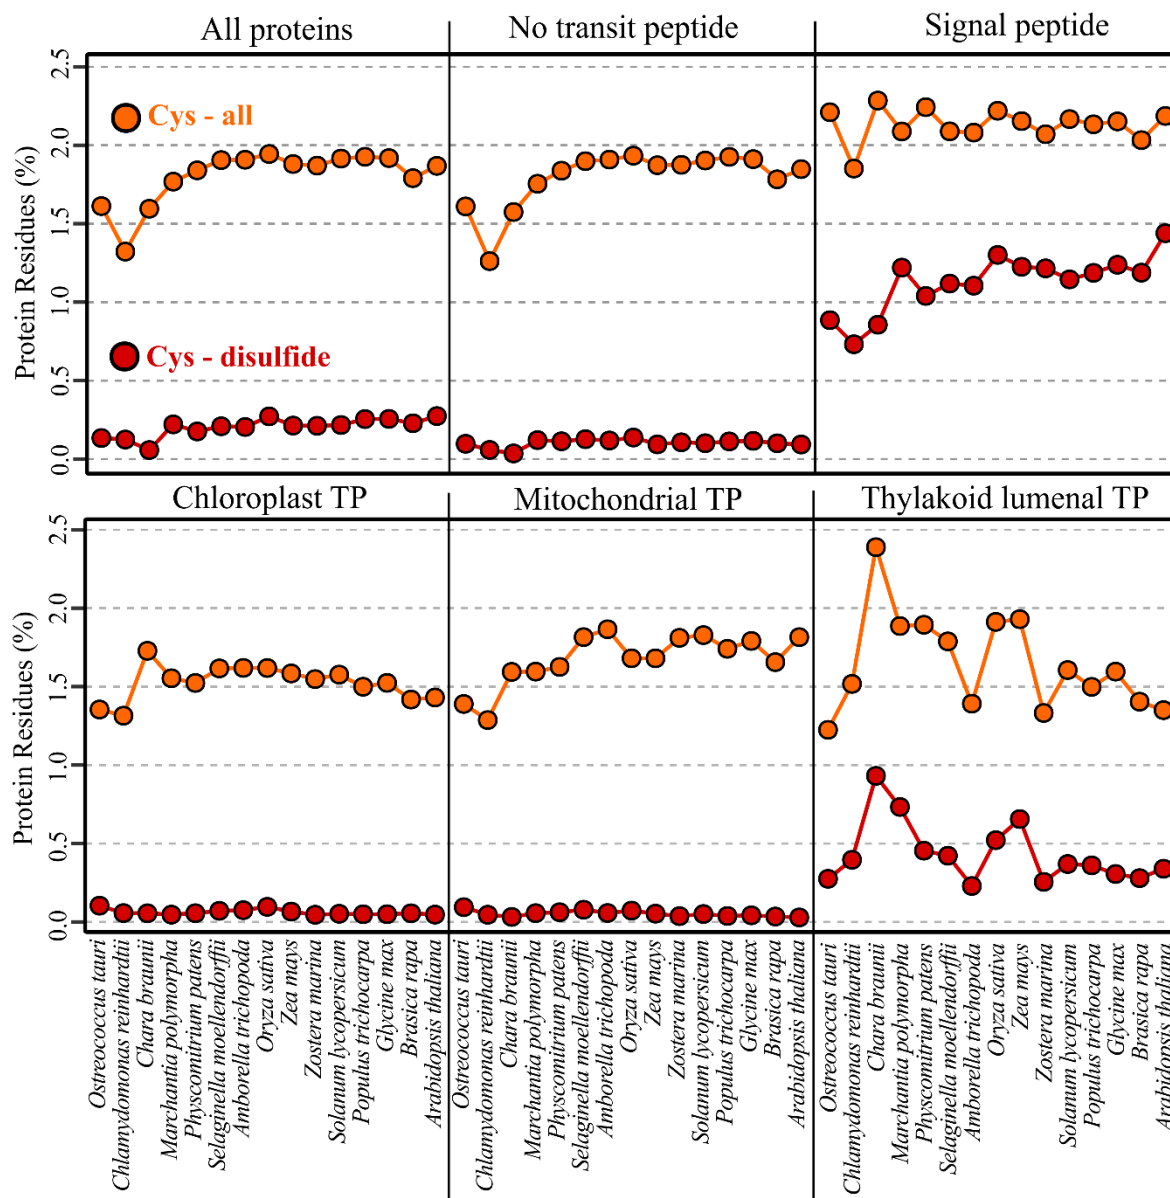 All proteins
No transit peptide
Signal peptide
Protein Residues (%)
2.5
2.0
1.5
1.0
0.5
0.0
Cys - all
Cys - disulfide
Chloroplast TP
Mitochondrial TP
Thylakoid lumenal TP
Protein Residues (%)
2.5
2.0
1.5
1.0
0.5
0.0
Ostreococcus tauri
Chlamydomonas reinhardtii
Chara braunii
Marchantia polymorpha
Physcomitrium patens
Selaginella moellendorffii
Amborella trichopoda
Oryza sativa
Zea mays
Zostera marina
Solanum lycopersicum
Populus trichocarpa
Glycine max
Brasica rapa
Arabidopsis thaliana
Ostreococcus tauri
Chlamydomonas reinhardtii
Chara braunii
Marchantia polymorpha
Physcomitrium patens
Selaginella moellendorffii
Amborella trichopoda
Oryza sativa
Zea mays
Zostera marina
Solanum lycopersicum
Populus trichocarpa
Glycine max
Brasica rapa
Arabidopsis thaliana
Ostreococcus tauri
Chlamydomonas reinhardtii
Chara braunii
Marchantia polymorpha
Physcomitrium patens
Selaginella moellendorffii
Amborella trichopoda
Oryza sativa
Zea mays
Zostera marina
Solanum lycopersicum
Populus trichocarpa
Glycine max
Brasica rapa
Arabidopsis thaliana